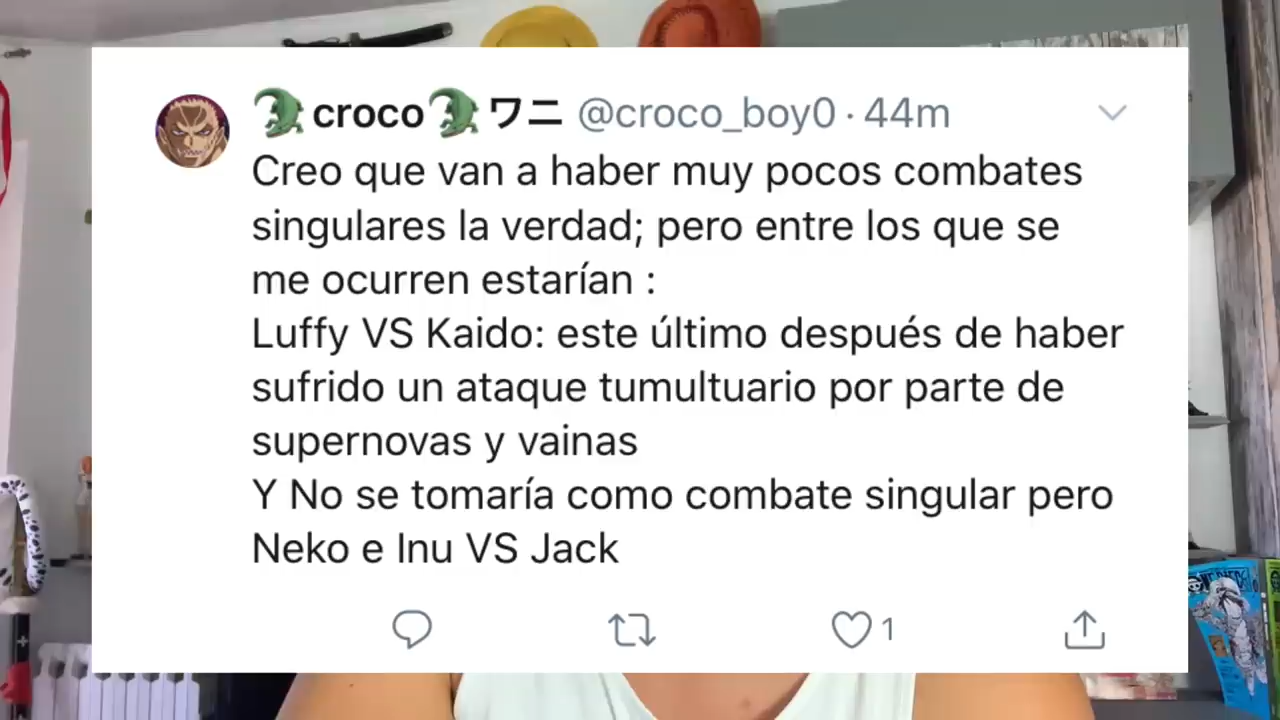 🐊croco🐊ワニ @croco_boy0 · 44m
Creo que van a haber muy pocos combates
singulares la verdad; pero entre los que se
me ocurren estarían :
Luffy VS Kaido: este último después de haber
sufrido un ataque tumultuario por parte de
supernovas y vainas
Y No se tomaría como combate singular pero
Neko e Inu VS Jack
1
ONE PIECE